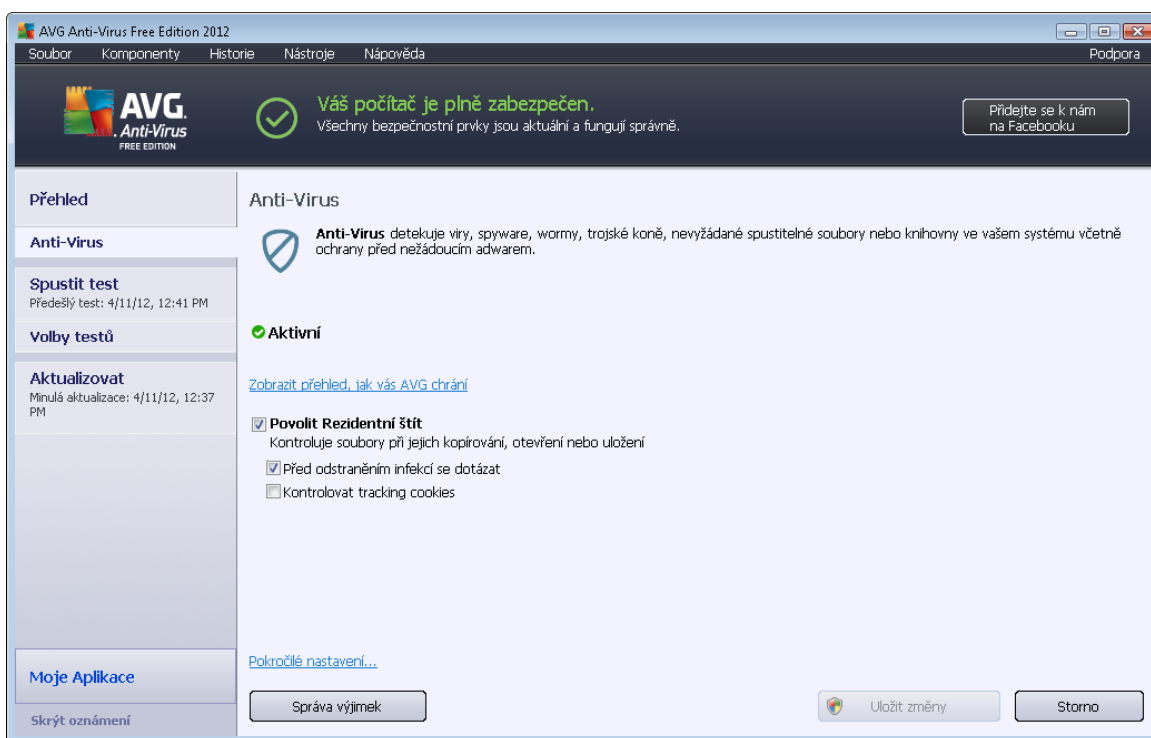 AVG Anti-Virus Free Edition 2012
Soubor Komponenty Historie Nástroje Nápověda Podpora
AVG.
Anti-Virus
FREE EDITION
Váš počítač je plně zabezpečen.
Všechny bezpečnostní prvky jsou aktuální a fungují správně.
Přidejte se k nám
na Facebooku
Přehled
Anti-Virus
Spustit test
Předešlý test: 4/11/12, 12:41 PM
Volby testů
Aktualizovat
Minulá aktualizace: 4/11/12, 12:37
PM
Moje Aplikace
Skrýt oznámení
Anti-Virus
Anti-Virus detekuje viry, spyware, wormy, trojské koně, nevyžádané spustitelné soubory nebo knihovny ve vašem systému včetně
ochrany před nežádoucím adwarem.
Aktivní
Zobrazit přehled, jak vás AVG chrání
Povolit Rezidentní štít
Kontroluje soubory při jejich kopírování, otevření nebo uložení
Před odstraněním infekcí se dotázat
Kontrolovat tracking cookies
Pokročilé nastavení...
Správa výjimek
Uložit změny
Storno